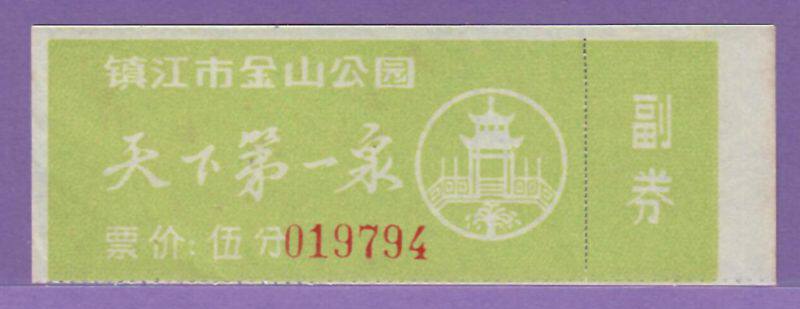 镇江市金山公园
天下第一泉
票价:伍分019794
副券